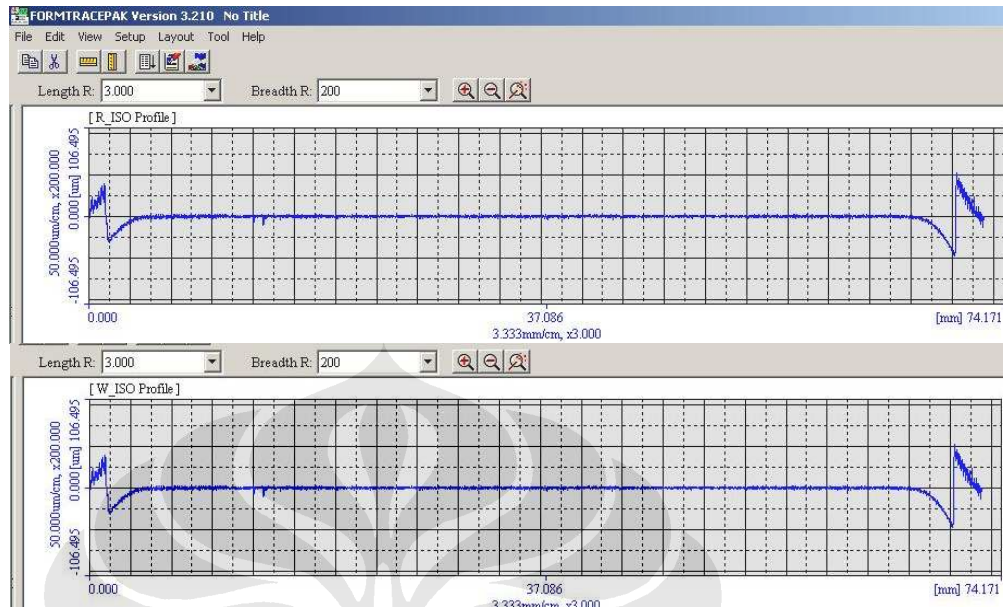 FORMTRACEPAK Version 3.210 No Title
File Edit View Setup Layout Tool Help
Length R: 3.000 Breadth R: 200
[ R_ISO Profile ]
50.000um/cm, x200.000
-106.495 0.000 [um] 106.495
0.000 37.086 [mm] 74.171
3.333mm/cm, x3.000
Length R: 3.000 Breadth R: 200
[ W_ISO Profile ]
50.000um/cm, x200.000
-106.495 0.000 [um] 106.495
0.000 37.086 [mm] 74.171
3.333mm/cm, x3.000